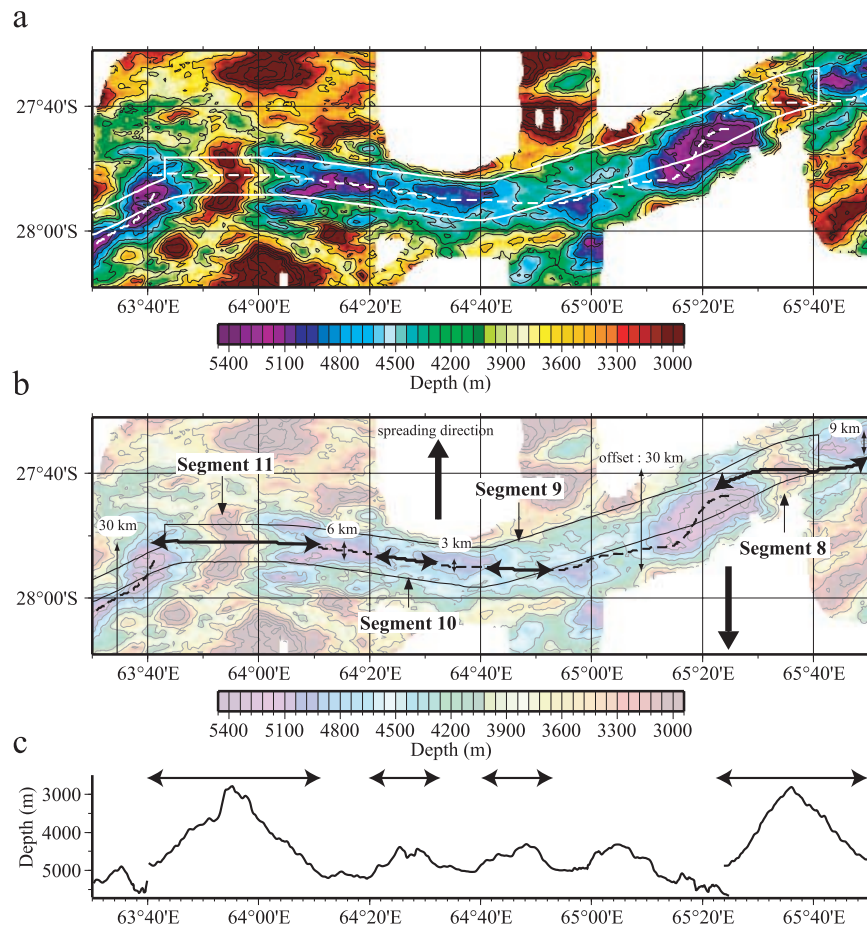 a
27°40'S
28°00'S
63°40'E 64°00'E 64°20'E 64°40'E 65°00'E 65°20'E 65°40'E
5400 5100 4800 4500 4200 3900 3600 3300 3000
Depth (m)
b
spreading direction
9 km
27°40'S
Segment 11
offset : 30 km
Segment 9
30 km
6 km
3 km
Segment 8
28°00'S
Segment 10
63°40'E 64°00'E 64°20'E 64°40'E 65°00'E 65°20'E 65°40'E
5400 5100 4800 4500 4200 3900 3600 3300 3000
Depth (m)
c
Depth (m)
3000
4000
5000
63°40'E 64°00'E 64°20'E 64°40'E 65°00'E 65°20'E 65°40'E